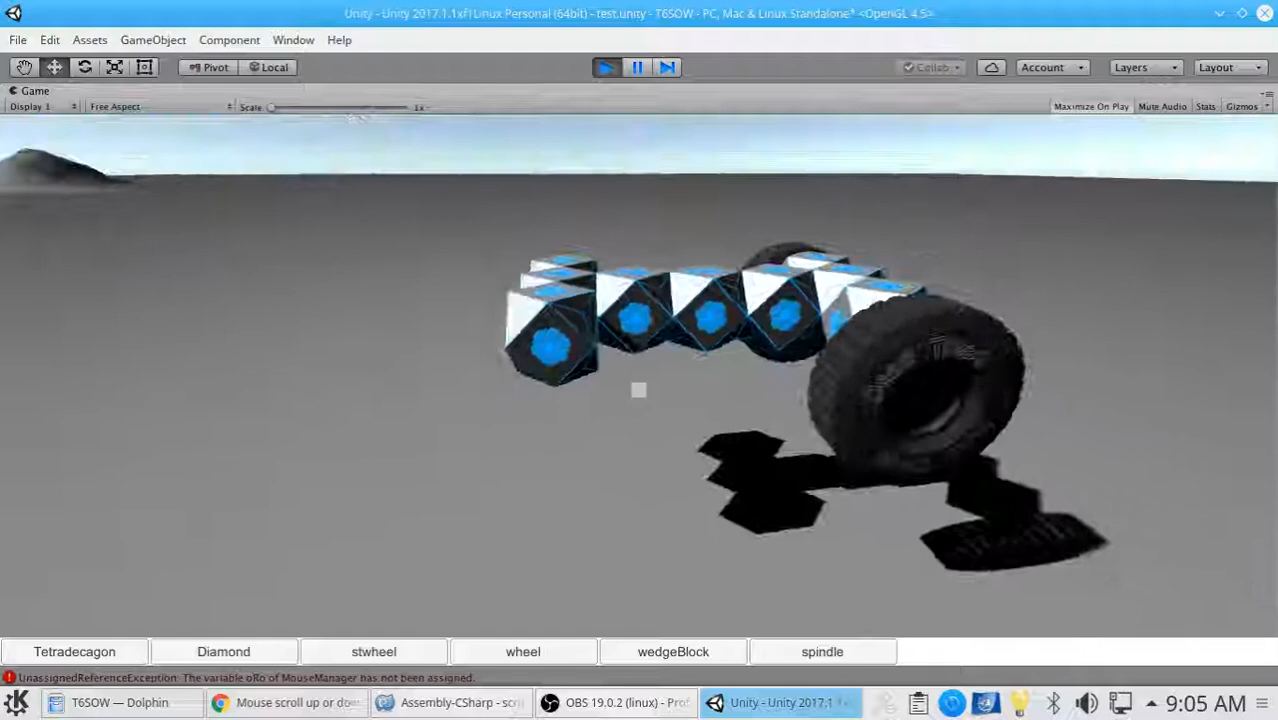 Unity - Unity 2017.1.1xf1Linux Personal (64bit) - test.unity - T6SOW - PC, Mac & Linux Standalone* <OpenGL 4.5>
File Edit Assets GameObject Component Window Help
Pivot Local Collab Account Layers Layout
Game
Display 1 Free Aspect Scale 1x Maximize On Play Mute Audio Stats Gizmos
Tetradecagon Diamond stwheel wheel wedgeBlock spindle
UnassignedReferenceException: The variable oRo of MouseManager has not been assigned.
T6SOW — Dolphin Mouse scroll up or dow Assembly-CSharp - scri OBS 19.0.2 (linux) - Pro Unity - Unity 2017.1 9:05 AM